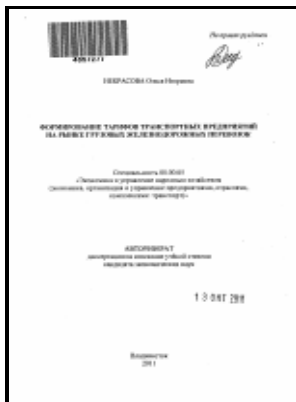 На правах рукописи
НЕКРАСОВА Ольга Игоревна
ФОРМИРОВАНИЕ ТАРИФОВ ТРАНСПОРТНЫХ ПРЕДПРИЯТИЙ
НА РЫНКЕ ГРУЗОВЫХ ЖЕЛЕЗНОДОРОЖНЫХ ПЕРЕВОЗОК
Специальность 08.00.05
«Экономика и управление народным хозяйством
(экономика, организация и управление предприятиями, отраслями,
комплексами: транспорт)»
АВТОРЕФЕРАТ
диссертации на соискание учёной степени
кандидата экономических наук
13 ОКТ 2011
Владивосток
2011